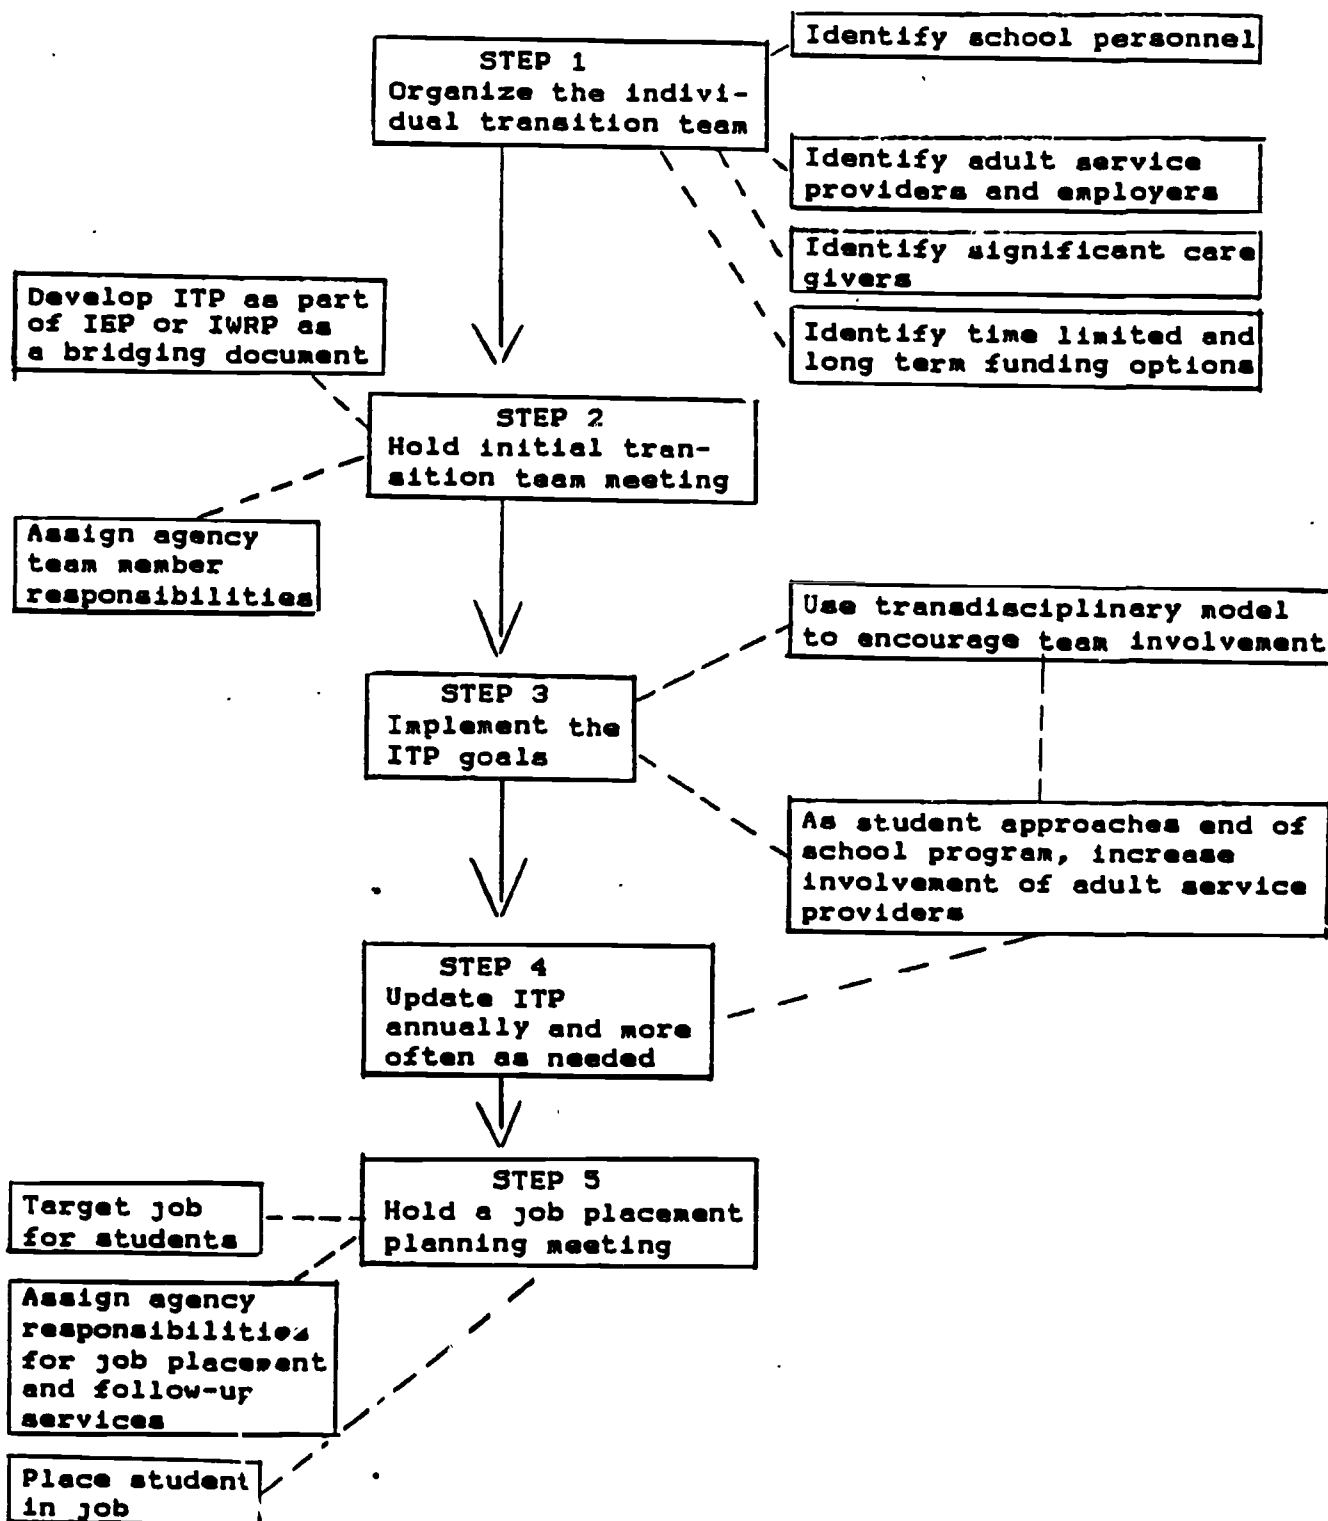 Identify school personnel
STEP 1
Organize the indivi-
dual transition team
Identify adult service
providers and employers
Identify significant care
givers
Identify time limited and
long term funding options
Develop ITP as part
of IEP or IWRP as
a bridging document
STEP 2
Hold initial tran-
sition team meeting
Assign agency
team member
responsibilities
Use transdisciplinary model
to encourage team involvement
STEP 3
Implement the
ITP goals
As student approaches end of
school program, increase
involvement of adult service
providers
STEP 4
Update ITP
annually and more
often as needed
STEP 5
Hold a job placement
planning meeting
Target job
for students
Assign agency
responsibilities
for job placement
and follow-up
services
Place student
in job